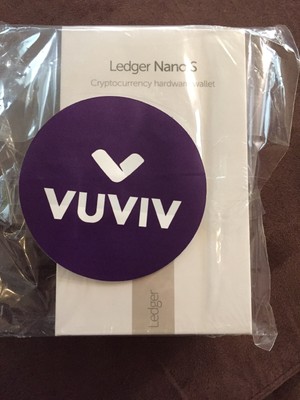 Ledger Nano S
Cryptocurrency hardware wallet
VUVIV
Ledger